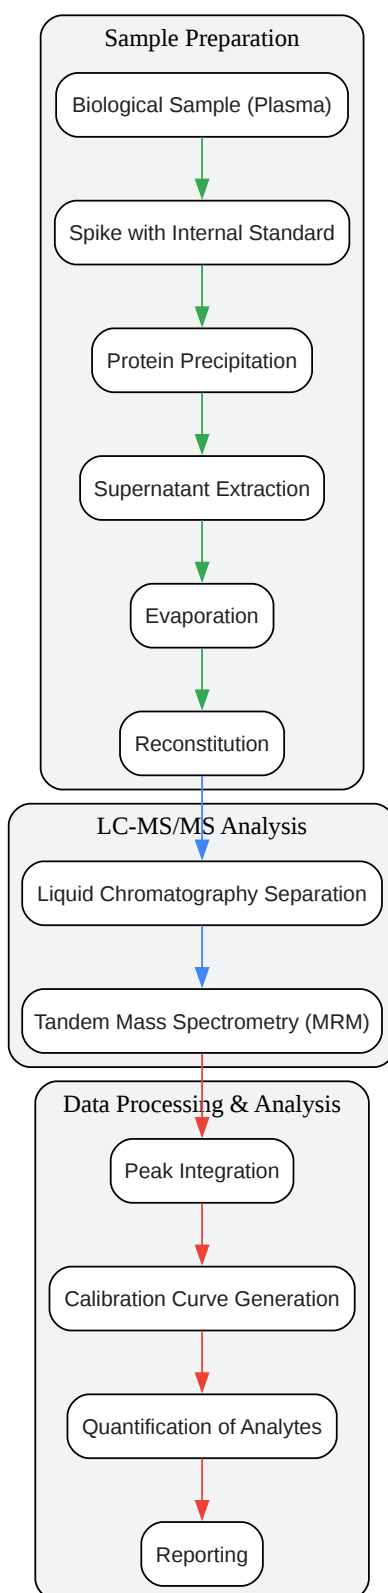 Sample Preparation
Biological Sample (Plasma)
Spike with Internal Standard
Protein Precipitation
Supernatant Extraction
Evaporation
Reconstitution
LC-MS/MS Analysis
Liquid Chromatography Separation
Tandem Mass Spectrometry (MRM)
Data Processing & Analysis
Peak Integration
Calibration Curve Generation
Quantification of Analytes
Reporting